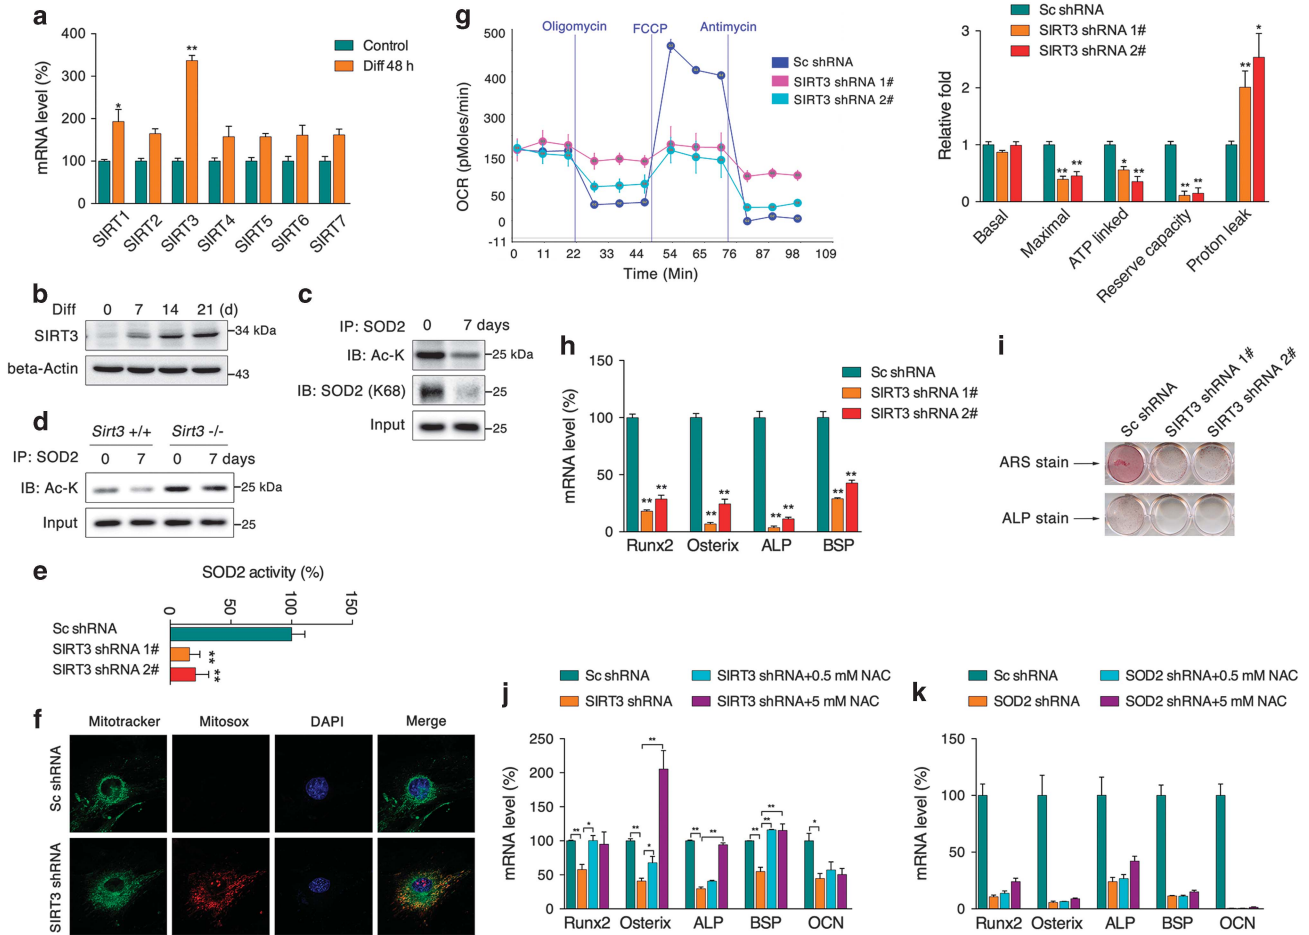 a
400
300
200
100
0
mRNA level (%)
Control
Diff 48 h
*
**
SIRT1
SIRT2
SIRT3
SIRT4
SIRT5
SIRT6
SIRT7
g
Oligomycin
FCCP
Antimycin
500
400
300
150
50
0
-11
OCR (pMoles/min)
0 11 22 33 44 54 65 76 87 98 109
Time (Min)
Sc shRNA
SIRT3 shRNA 1#
SIRT3 shRNA 2#
Sc shRNA
SIRT3 shRNA 1#
SIRT3 shRNA 2#
3
2
1
0
Relative fold
** ** * ** ** ** ** *
Basal
Maximal
ATP linked
Reserve capacity
Proton leak
b
Diff 0 7 14 21 (d)
SIRT3
34 kDa
beta-Actin
43
c
IP: SOD2 0 7 days
IB: Ac-K
25 kDa
IB: SOD2 (K68)
25
Input
25
d
Sirt3 +/+ Sirt3 -/-
IP: SOD2 0 7 0 7 days
IB: Ac-K
25 kDa
Input
25
e
SOD2 activity (%)
0 50 100 150
Sc shRNA
SIRT3 shRNA 1#
**
SIRT3 shRNA 2#
**
f
Mitotracker Mitosox DAPI Merge
Sc shRNA
SIRT3 shRNA
h
150
100
50
0
mRNA level (%)
Sc shRNA
SIRT3 shRNA 1#
SIRT3 shRNA 2#
** ** ** ** ** ** ** **
Runx2 Osterix ALP BSP
i
Sc shRNA
SIRT3 shRNA 1#
SIRT3 shRNA 2#
ARS stain
ALP stain
j
Sc shRNA
SIRT3 shRNA
SIRT3 shRNA+0.5 mM NAC
SIRT3 shRNA+5 mM NAC
250
200
150
100
50
0
mRNA level (%)
** * ** * ** ** ** ** ** ** *
Runx2 Osterix ALP BSP OCN
k
Sc shRNA
SOD2 shRNA
SOD2 shRNA+0.5 mM NAC
SOD2 shRNA+5 mM NAC
150
100
50
0
mRNA level (%)
Runx2 Osterix ALP BSP OCN